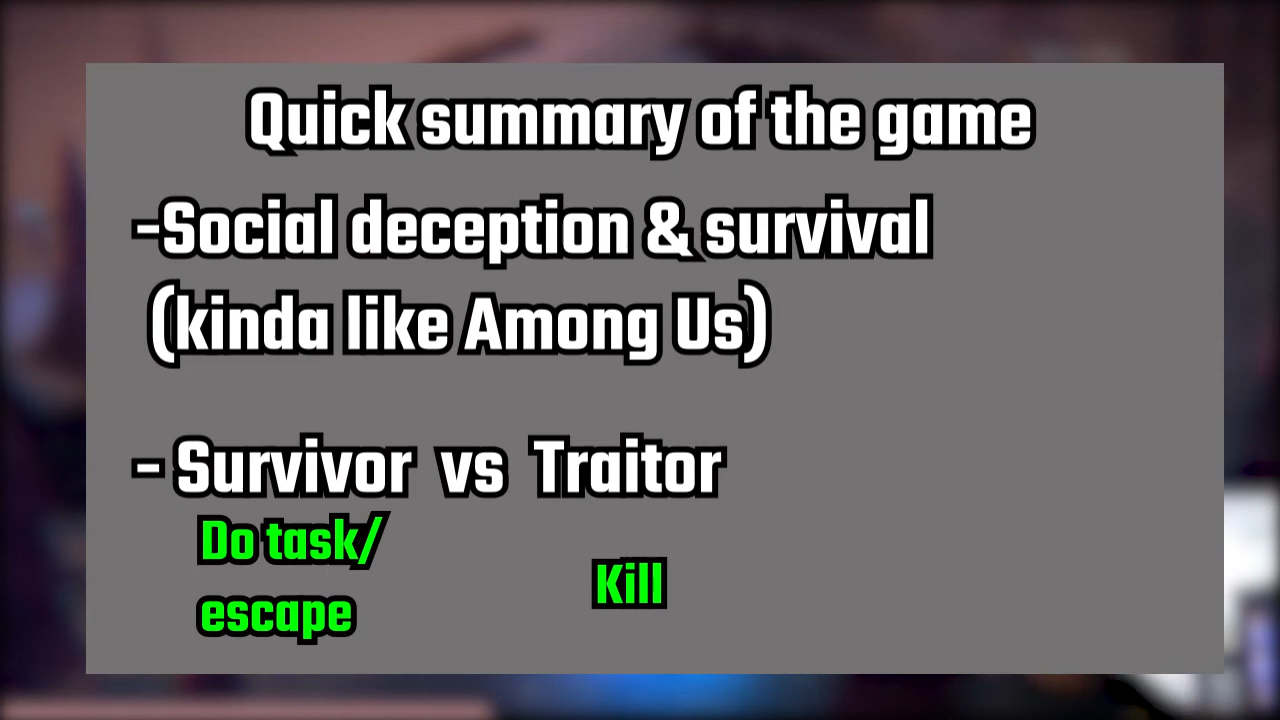 Quick summary of the game
-Social deception & survival
(kinda like Among Us)
- Survivor vs Traitor
Do task/
escape
Kill